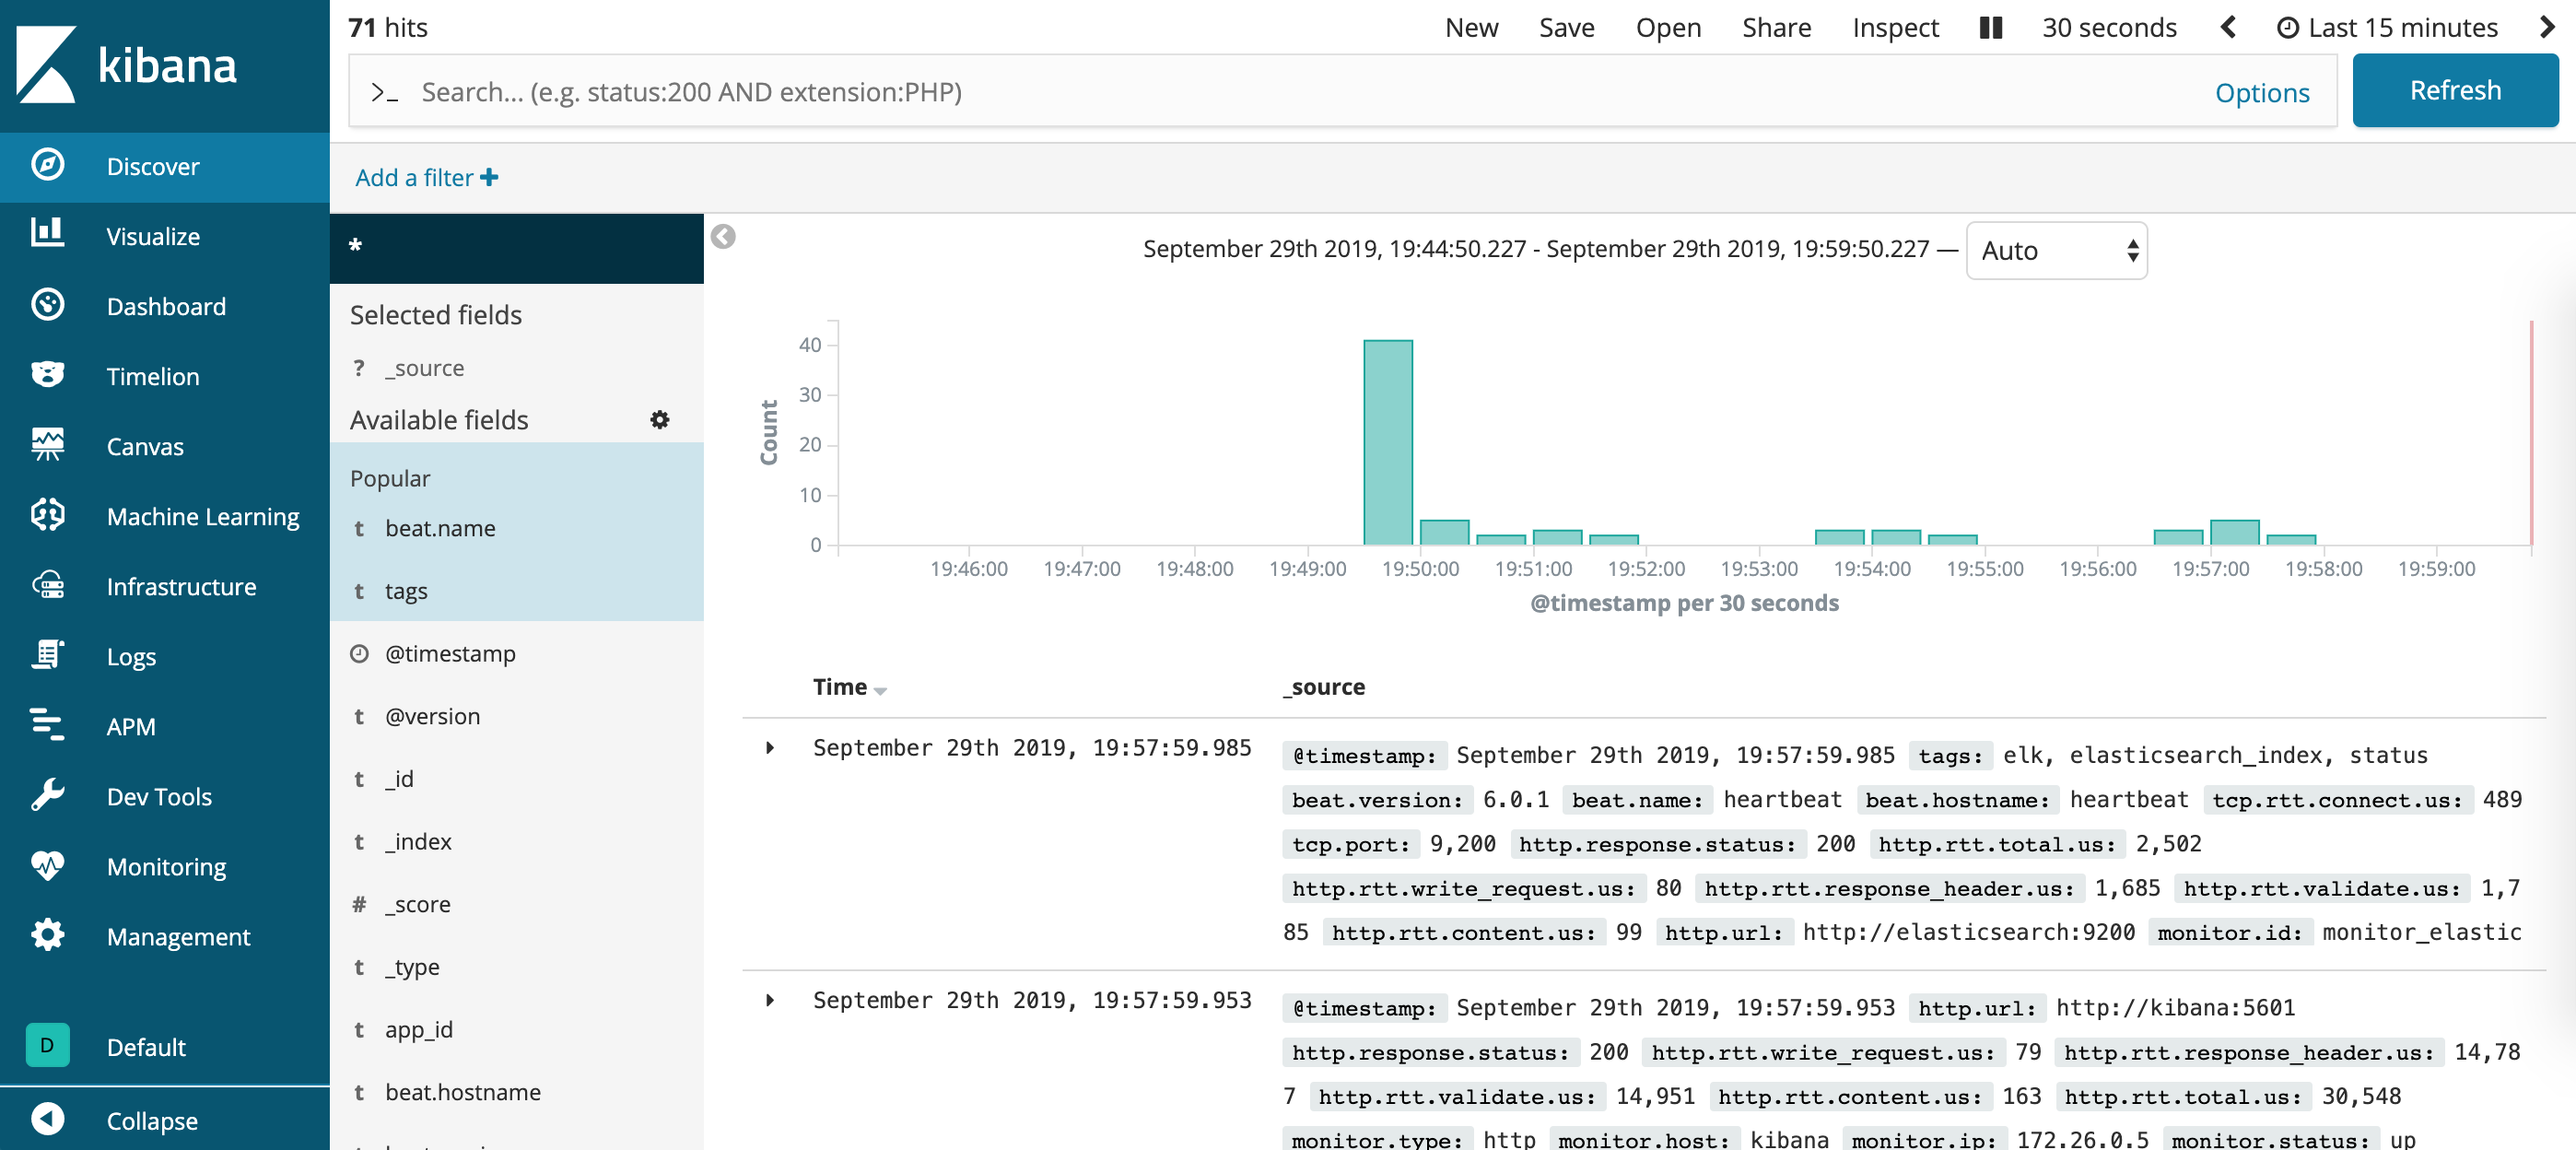 kibana
Discover
Visualize
Dashboard
Timelion
Canvas
Machine Learning
Infrastructure
Logs
APM
Dev Tools
Monitoring
Management
D Default
Collapse
71 hits
New Save Open Share Inspect 30 seconds Last 15 minutes
>_ Search... (e.g. status:200 AND extension:PHP) Options Refresh
Add a filter +
*
Selected fields
? _source
Available fields
Popular
t beat.name
t tags
@timestamp
t @version
t _id
t _index
# _score
t _type
t app_id
t beat.hostname
September 29th 2019, 19:44:50.227 - September 29th 2019, 19:59:50.227 — Auto
Count
40
30
20
10
0
19:46:00 19:47:00 19:48:00 19:49:00 19:50:00 19:51:00 19:52:00 19:53:00 19:54:00 19:55:00 19:56:00 19:57:00 19:58:00 19:59:00
@timestamp per 30 seconds
Time _source
September 29th 2019, 19:57:59.985
@timestamp: September 29th 2019, 19:57:59.985 tags: elk, elasticsearch_index, status
beat.version: 6.0.1 beat.name: heartbeat beat.hostname: heartbeat tcp.rtt.connect.us: 489
tcp.port: 9,200 http.response.status: 200 http.rtt.total.us: 2,502
http.rtt.write_request.us: 80 http.rtt.response_header.us: 1,685 http.rtt.validate.us: 1,7
85 http.rtt.content.us: 99 http.url: http://elasticsearch:9200 monitor.id: monitor_elastic
September 29th 2019, 19:57:59.953
@timestamp: September 29th 2019, 19:57:59.953 http.url: http://kibana:5601
http.response.status: 200 http.rtt.write_request.us: 79 http.rtt.response_header.us: 14,78
7 http.rtt.validate.us: 14,951 http.rtt.content.us: 163 http.rtt.total.us: 30,548
monitor.type: http monitor.host: kibana monitor.ip: 172.26.0.5 monitor.status: up